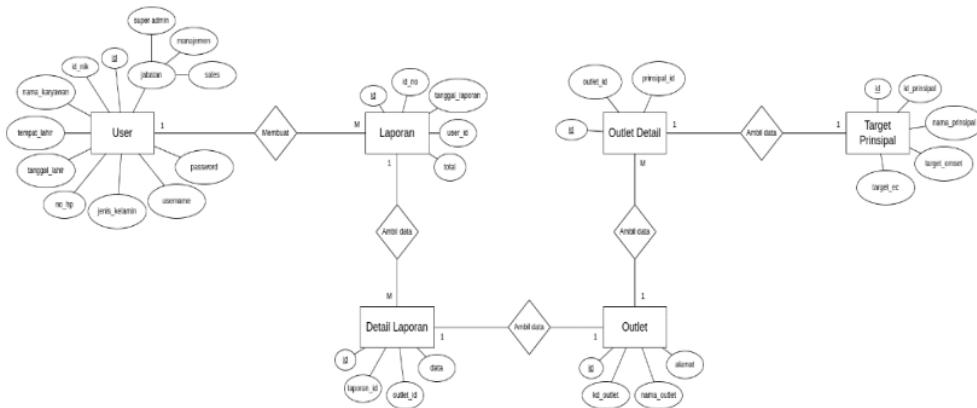 super admin
manajemen
jabatan
sales
id
id_nik
nama_karyawan
tempat_lahir
tanggal_lahir
no_hp
jenis_kelamin
username
password
User
1
Membuat
M
id
id_no
tanggal_laporan
user_id
total
Laporan
1
Ambil data
M
Detail Laporan
id
laporan_id
outlet_id
data
1
Ambil data
1
Outlet
id
kd_outlet
nama_outlet
alamat
1
Ambil data
M
outlet_id
prinsipal_id
id
Outlet Detail
1
Ambil data
1
Target
Prinsipal
id
id_prinsipal
nama_prinsipal
target_omset
target_ec